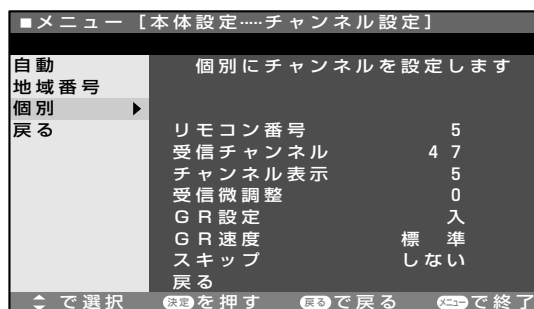 ■メニュー [本体設定·····チャンネル設定]
自動
地域番号
個別 ▶
戻る
個別にチャンネルを設定します
リモコン番号 5
受信チャンネル 47
チャンネル表示 5
受信微調整 0
GR設定 入
GR速度 標準
スキップ しない
戻る
で選択 決定を押す 戻るで戻る メニューで終了